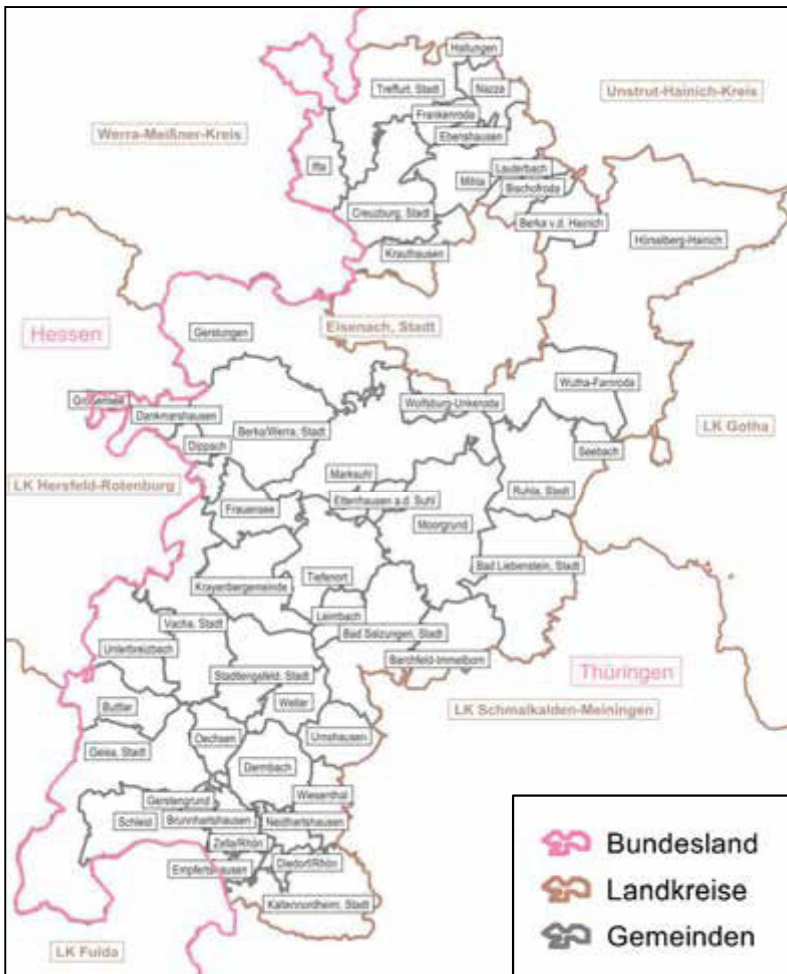 Hallungen
Treffurt, Stadt
Nazza
Unstrut-Hainich-Kreis
Frankenroda
Werra-Meißner-Kreis
Ebenshausen
Ifta
Lauterbach
Mihla
Bischofroda
Creuzburg, Stadt
Berka v.d. Hainich
Hörselberg-Hainich
Krauthausen
Eisenach, Stadt
Gerstungen
Hessen
Wutha-Farnroda
Großensee
Wolfsburg-Unkeroda
Dankmarshausen
Berka/Werra, Stadt
LK Gotha
Dippach
Seebach
Marksuhl
LK Hersfeld-Rotenburg
Ruhla, Stadt
Ettenhausen a.d. Suhl
Frauensee
Moorgrund
Bad Liebenstein, Stadt
Tiefenort
Krayenberggemeinde
Leimbach
Vacha, Stadt
Bad Salzungen, Stadt
Unterbreizbach
Barchfeld-Immelborn
Thüringen
Stadtlengsfeld, Stadt
Weilar
Buttlar
LK Schmalkalden-Meiningen
Oechsen
Urnshausen
Geisa, Stadt
Dermbach
Wiesenthal
Gerstengrund
Schleid
Brunnhartshausen
Neidhartshausen
Zella/Rhön
Empfertshausen
Diedorf/Rhön
Kaltennordheim, Stadt
LK Fulda
Bundesland
Landkreise
Gemeinden